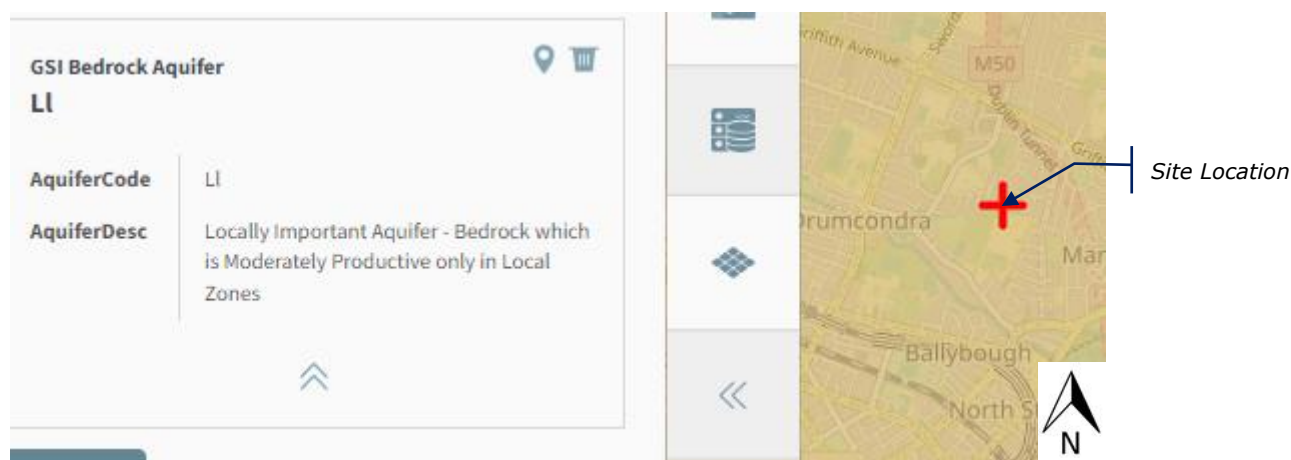 GSI Bedrock Aquifer
Ll
AquiferCode Ll
AquiferDesc Locally Important Aquifer - Bedrock which
is Moderately Productive only in Local
Zones
Griffith Avenue
M50
Dublin Tunnel
Site Location
Ballybough
North S
N